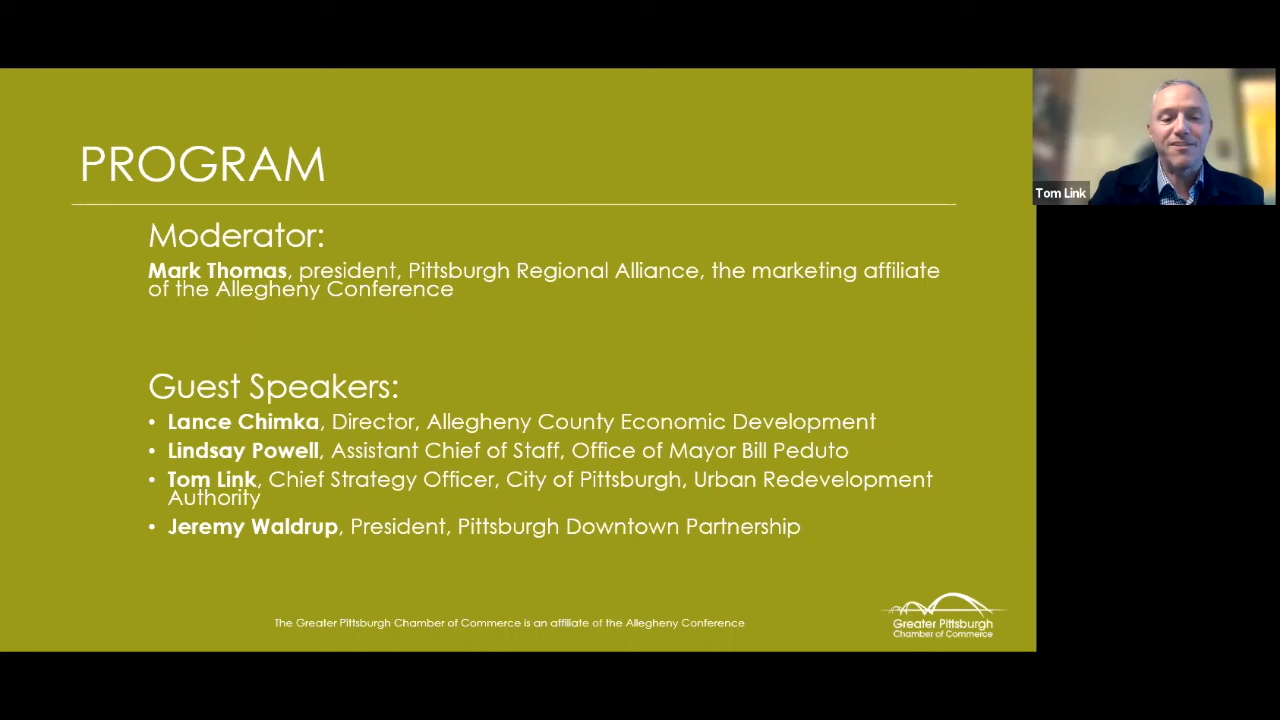 PROGRAM
Tom Link
Moderator:
Mark Thomas, president, Pittsburgh Regional Alliance, the marketing affiliate
of the Allegheny Conference
Guest Speakers:
• Lance Chimka, Director, Allegheny County Economic Development
• Lindsay Powell, Assistant Chief of Staff, Office of Mayor Bill Peduto
• Tom Link, Chief Strategy Officer, City of Pittsburgh, Urban Redevelopment
Authority
• Jeremy Waldrup, President, Pittsburgh Downtown Partnership
The Greater Pittsburgh Chamber of Commerce is an affiliate of the Allegheny Conference
Greater Pittsburgh
Chamber of Commerce